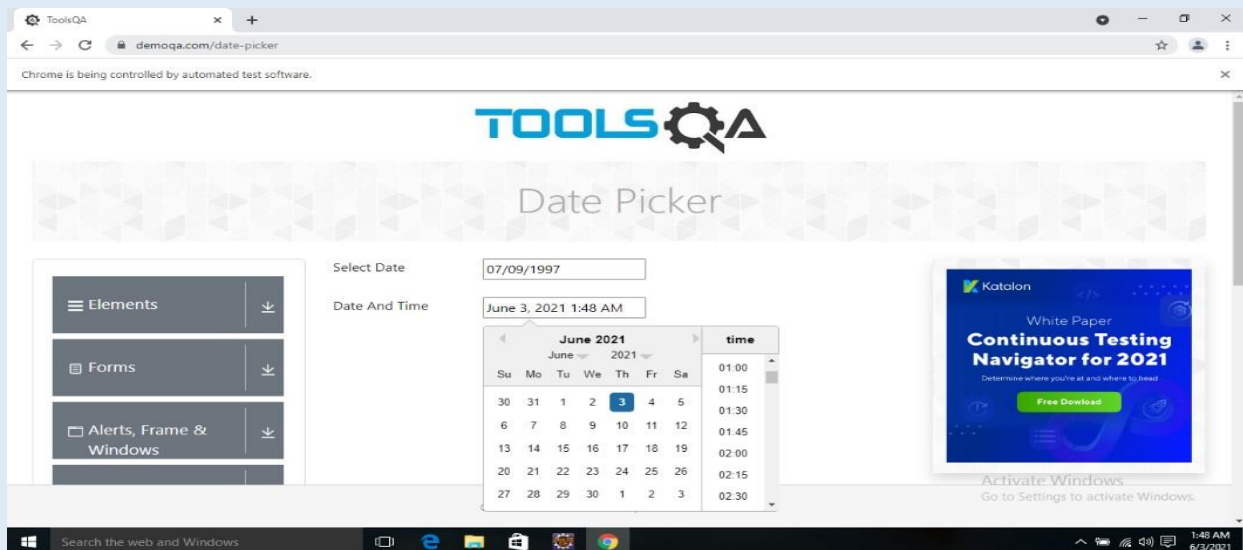 ToolsQA
demoqa.com/date-picker
Chrome is being controlled by automated test software.
TOOLSQA
Date Picker
Elements
Forms
Alerts, Frame &
Windows
Select Date
07/09/1997
Date And Time
June 3, 2021 1:48 AM
June 2021
June 2021
Su Mo Tu We Th Fr Sa
30 31 1 2 3 4 5
6 7 8 9 10 11 12
13 14 15 16 17 18 19
20 21 22 23 24 25 26
27 28 29 30 1 2 3
time
01:00
01:15
01:30
01:45
02:00
02:15
02:30
Katalon
White Paper
Continuous Testing
Navigator for 2021
Determine where you're at and where to head
Free Dowload
Activate Windows
Go to Settings to activate Windows.
Search the web and Windows
1:48 AM
6/3/2021